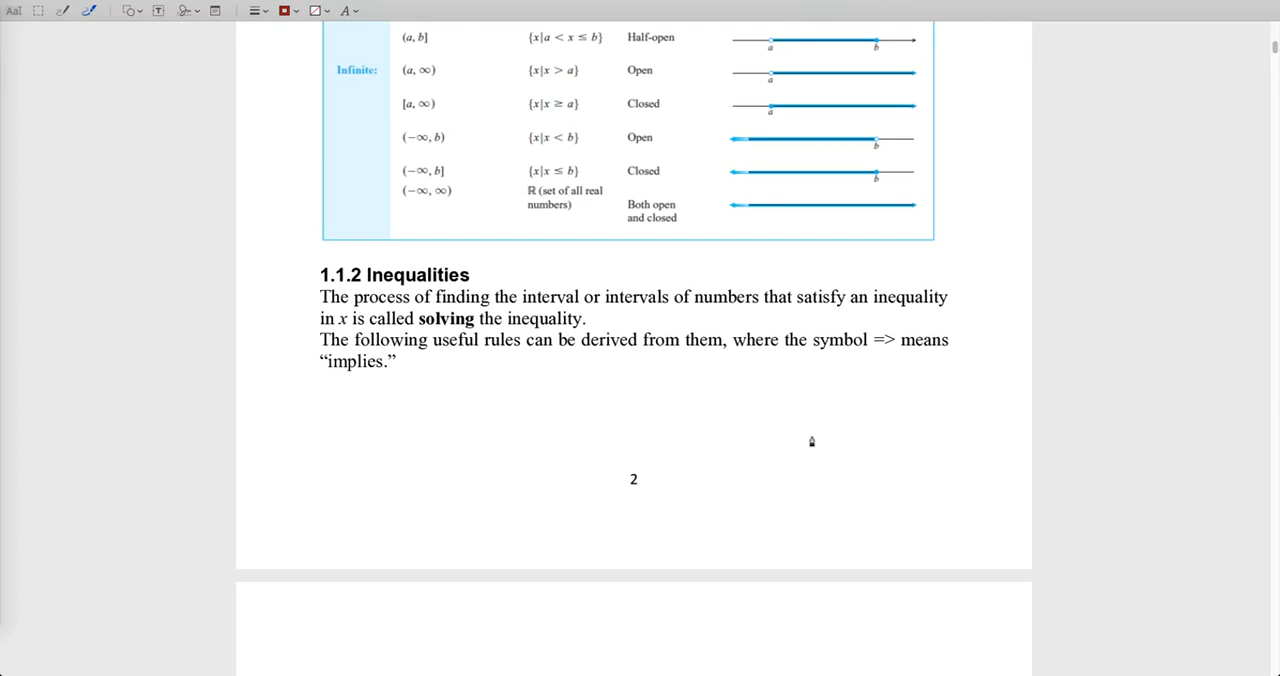 AaI A
(a, b] {x|a < x ≤ b} Half-open
a b
Infinite: (a, ∞) {x|x > a} Open
a
[a, ∞) {x|x ≥ a} Closed
a
(−∞, b) {x|x < b} Open
b
(−∞, b] {x|x ≤ b} Closed
b
(−∞, ∞) ℝ (set of all real
numbers) Both open
and closed
1.1.2 Inequalities
The process of finding the interval or intervals of numbers that satisfy an inequality
in x is called solving the inequality.
The following useful rules can be derived from them, where the symbol => means
“implies.”
2